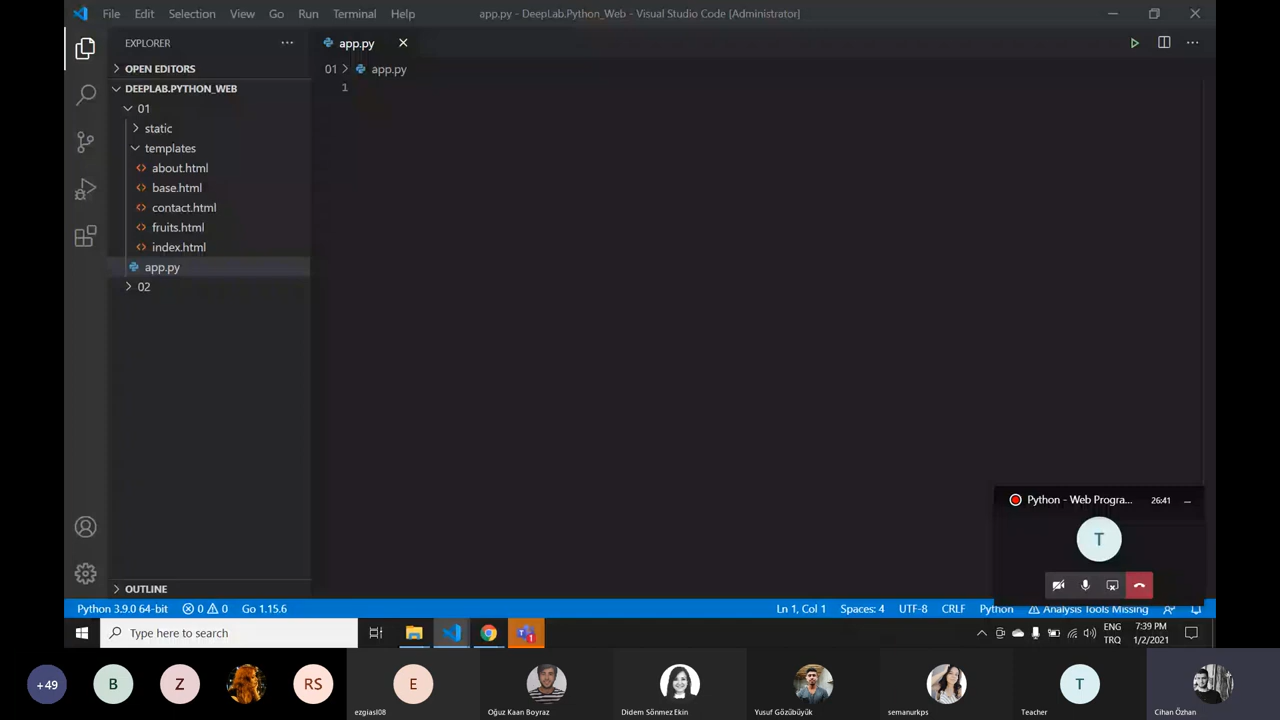 File Edit Selection View Go Run Terminal Help
app.py - DeepLab.Python_Web - Visual Studio Code [Administrator]
EXPLORER
app.py
OPEN EDITORS
01 > app.py
DEEPLAB.PYTHON_WEB
1
01
static
templates
about.html
base.html
contact.html
fruits.html
index.html
app.py
02
Python - Web Progra...
26:41
T
OUTLINE
Python 3.9.0 64-bit
0 0
Go 1.15.6
Ln 1, Col 1
Spaces: 4
UTF-8
CRLF
Python
Analysis Tools Missing
Type here to search
ENG
TRQ
7:39 PM
1/2/2021
+49
B
Z
RS
E
T
ezgiasl08
Oğuz Kaan Boyraz
Didem Sönmez Ekin
Yusuf Gözübüyük
semanurkps
Teacher
Cihan Özhan